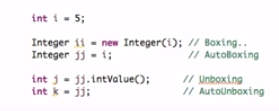 int i = 5;
Integer ii = new Integer(i); // Boxing..
Integer jj = i; // AutoBoxing
int j = jj.intValue(); // Unboxing
int k = jj; // AutoUnboxing